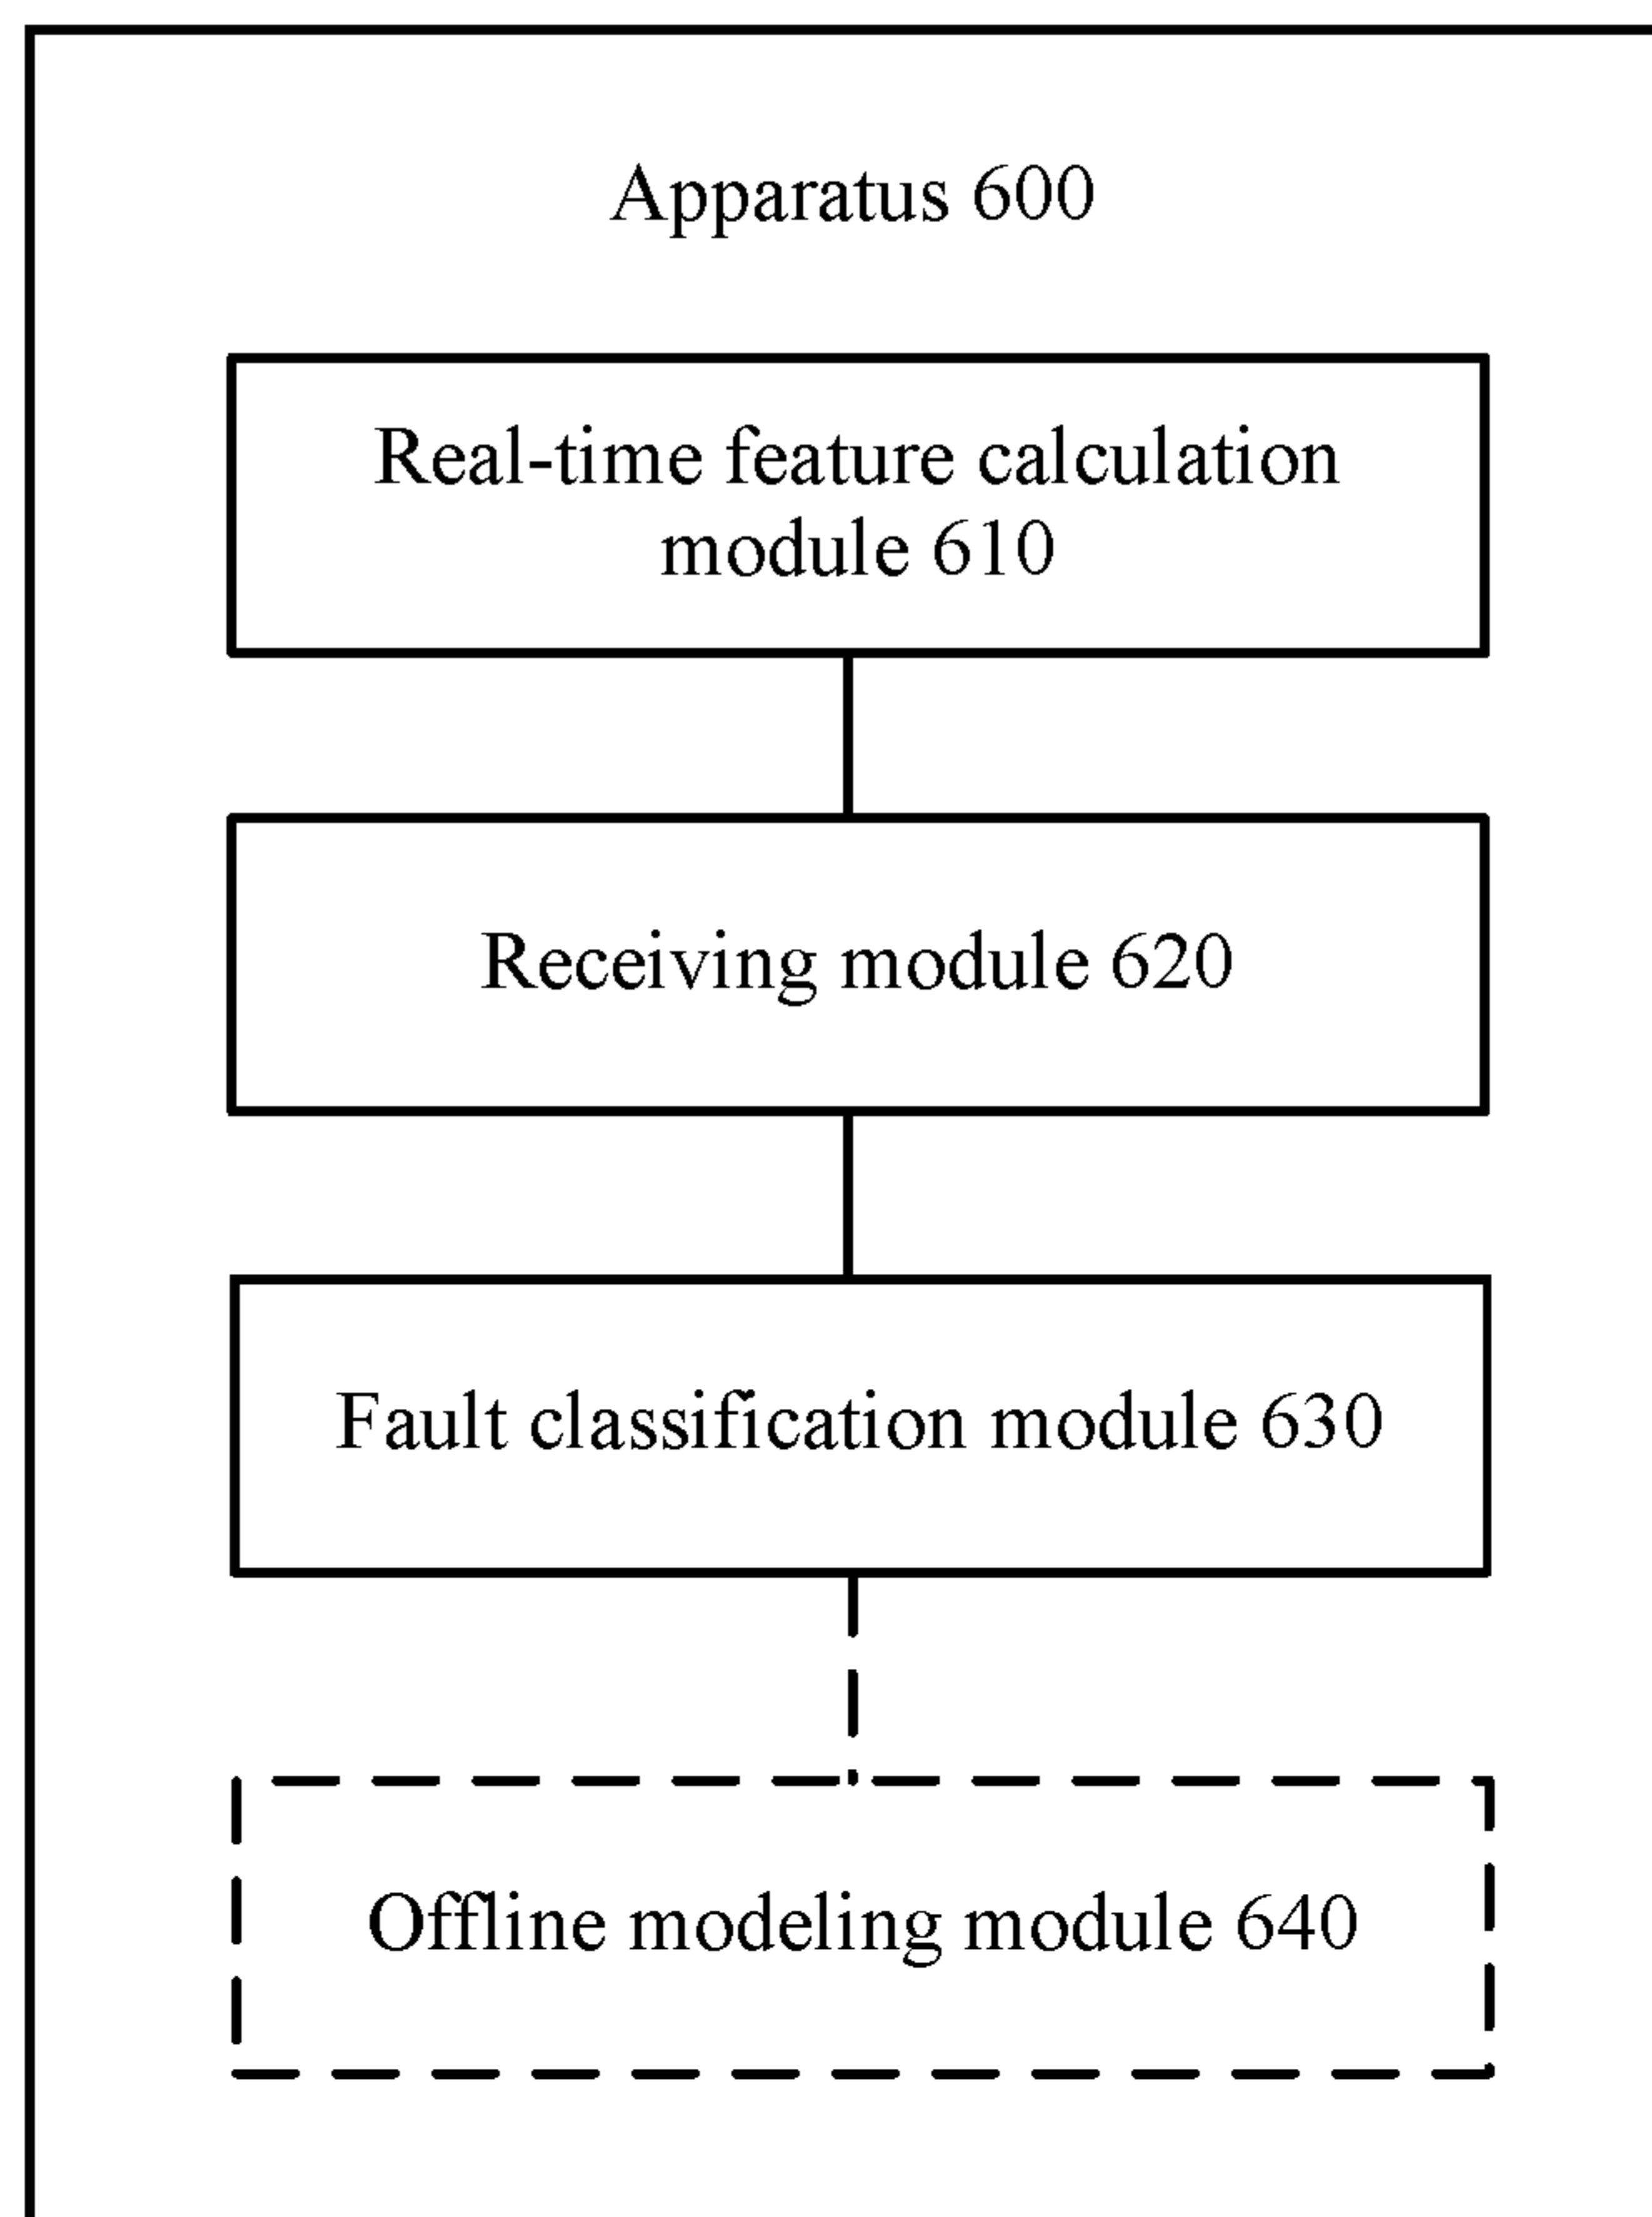 Apparatus 600
Real-time feature calculation
module 610
Receiving module 620
Fault classification module 630
Offline modeling module 640